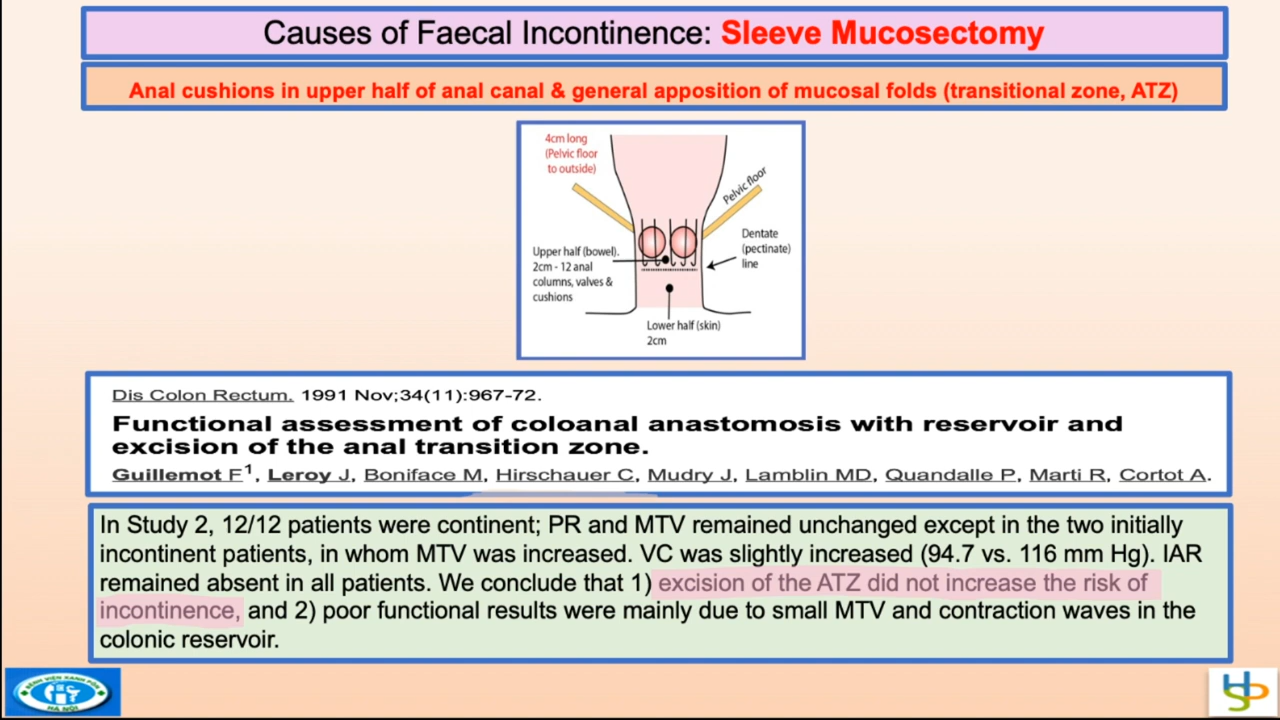 Causes of Faecal Incontinence: Sleeve Mucosectomy
Anal cushions in upper half of anal canal & general apposition of mucosal folds (transitional zone, ATZ)
4cm long
(Pelvic floor
to outside)
Pelvic floor
Upper half (bowel).
2cm - 12 anal
columns, valves &
cushions
Dentate
(pectinate)
line
Lower half (skin)
2cm
Dis Colon Rectum. 1991 Nov;34(11):967-72.
Functional assessment of coloanal anastomosis with reservoir and
excision of the anal transition zone.
Guillemot F1, Leroy J, Boniface M, Hirschauer C, Mudry J, Lamblin MD, Quandalle P, Marti R, Cortot A.
In Study 2, 12/12 patients were continent; PR and MTV remained unchanged except in the two initially
incontinent patients, in whom MTV was increased. VC was slightly increased (94.7 vs. 116 mm Hg). IAR
remained absent in all patients. We conclude that 1) excision of the ATZ did not increase the risk of
incontinence, and 2) poor functional results were mainly due to small MTV and contraction waves in the
colonic reservoir.
HÀ NỘI